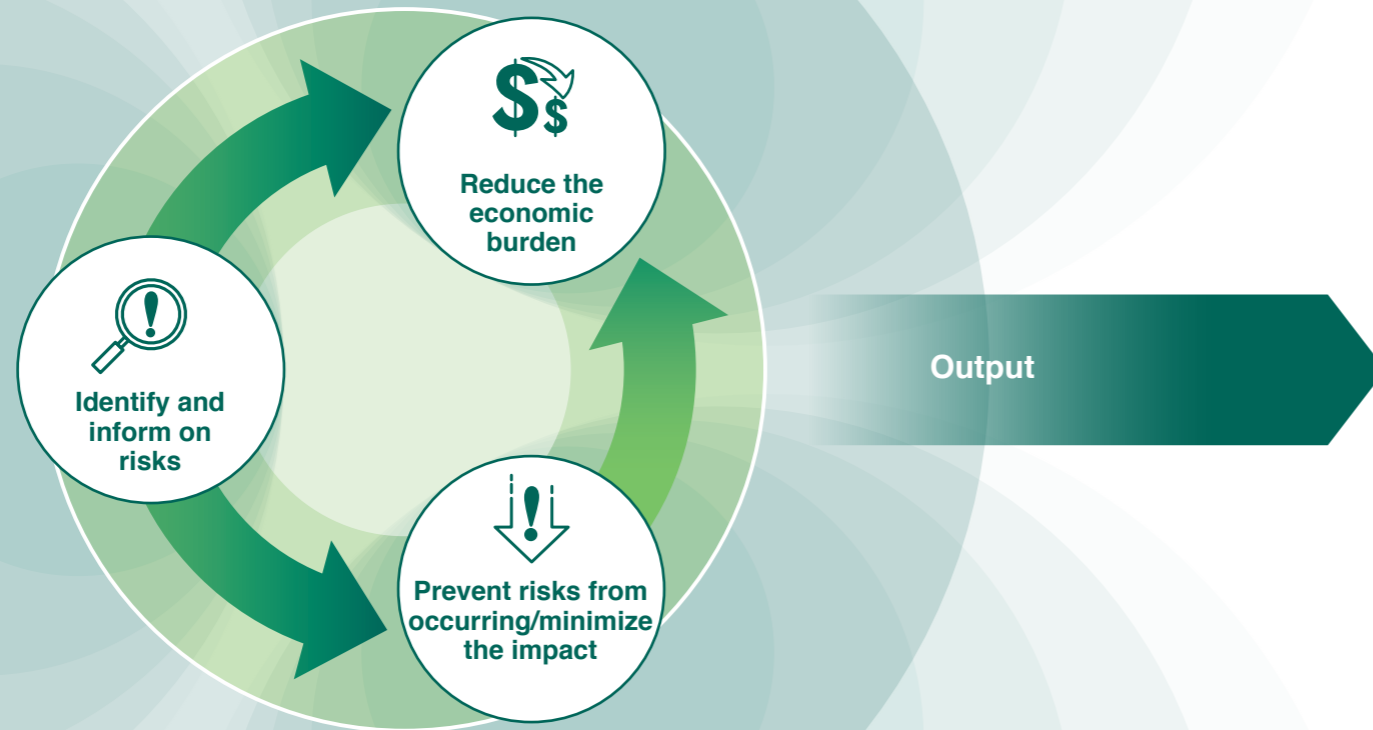 Reduce the
economic
burden
Identify and
inform on
risks
Output
Prevent risks from
occurring/minimize
the impact